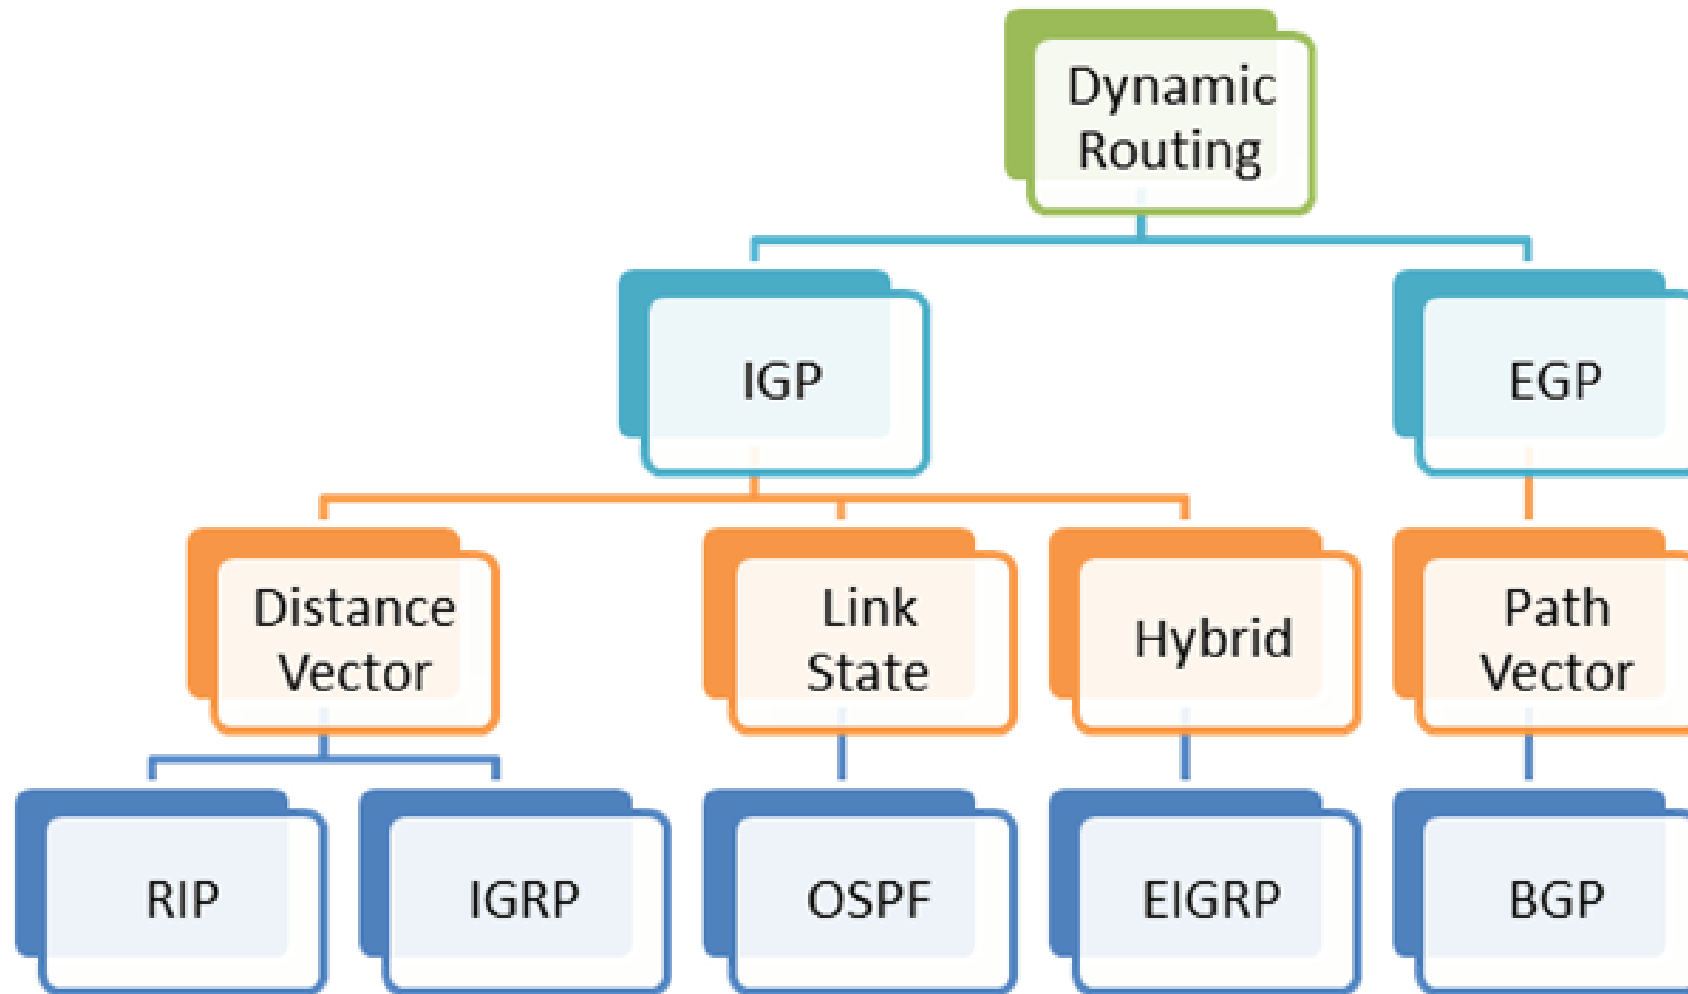 Dynamic
Routing
IGP
EGP
Distance
Vector
Link
State
Hybrid
Path
Vector
RIP
IGRP
OSPF
EIGRP
BGP